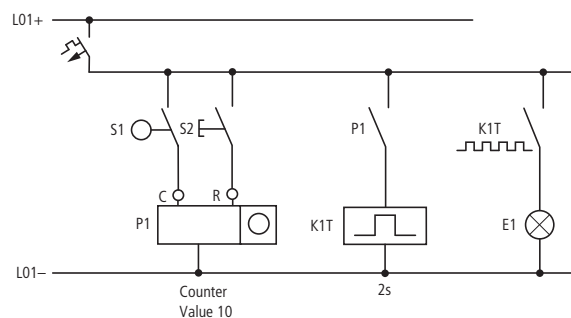 L01+
S1
S2
P1
K1T
C
R
P1
K1T
E1
L01–
Counter
Value 10
2s